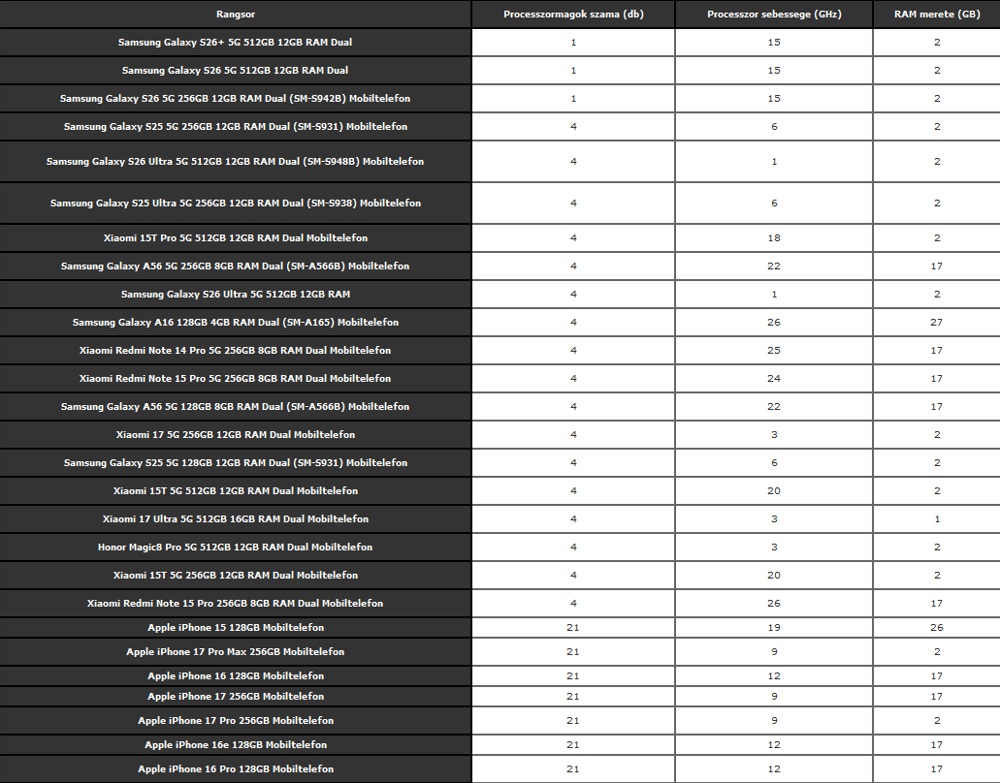 Rangsor Processzormagok szama (db) Processzor sebessege (GHz) RAM merete (GB)
Samsung Galaxy S26+ 5G 512GB 12GB RAM Dual 1 15 2
Samsung Galaxy S26 5G 512GB 12GB RAM Dual 1 15 2
Samsung Galaxy S26 5G 256GB 12GB RAM Dual (SM-S942B) Mobiltelefon 1 15 2
Samsung Galaxy S25 5G 256GB 12GB RAM Dual (SM-S931) Mobiltelefon 4 6 2
Samsung Galaxy S26 Ultra 5G 512GB 12GB RAM Dual (SM-S948B) Mobiltelefon 4 1 2
Samsung Galaxy S25 Ultra 5G 256GB 12GB RAM Dual (SM-S938) Mobiltelefon 4 6 2
Xiaomi 15T Pro 5G 512GB 12GB RAM Dual Mobiltelefon 4 18 2
Samsung Galaxy A56 5G 256GB 8GB RAM Dual (SM-A566B) Mobiltelefon 4 22 17
Samsung Galaxy S26 Ultra 5G 512GB 12GB RAM 4 1 2
Samsung Galaxy A16 128GB 4GB RAM Dual (SM-A165) Mobiltelefon 4 26 27
Xiaomi Redmi Note 14 Pro 5G 256GB 8GB RAM Dual Mobiltelefon 4 25 17
Xiaomi Redmi Note 15 Pro 5G 256GB 8GB RAM Dual Mobiltelefon 4 24 17
Samsung Galaxy A56 5G 128GB 8GB RAM Dual (SM-A566B) Mobiltelefon 4 22 17
Xiaomi 17 5G 256GB 12GB RAM Dual Mobiltelefon 4 3 2
Samsung Galaxy S25 5G 128GB 12GB RAM Dual (SM-S931) Mobiltelefon 4 6 2
Xiaomi 15T 5G 512GB 12GB RAM Dual Mobiltelefon 4 20 2
Xiaomi 17 Ultra 5G 512GB 16GB RAM Dual Mobiltelefon 4 3 1
Honor Magic8 Pro 5G 512GB 12GB RAM Dual Mobiltelefon 4 3 2
Xiaomi 15T 5G 256GB 12GB RAM Dual Mobiltelefon 4 20 2
Xiaomi Redmi Note 15 Pro 256GB 8GB RAM Dual Mobiltelefon 4 26 17
Apple iPhone 15 128GB Mobiltelefon 21 19 26
Apple iPhone 17 Pro Max 256GB Mobiltelefon 21 9 2
Apple iPhone 16 128GB Mobiltelefon 21 12 17
Apple iPhone 17 256GB Mobiltelefon 21 9 17
Apple iPhone 17 Pro 256GB Mobiltelefon 21 9 2
Apple iPhone 16e 128GB Mobiltelefon 21 12 17
Apple iPhone 16 Pro 128GB Mobiltelefon 21 12 17